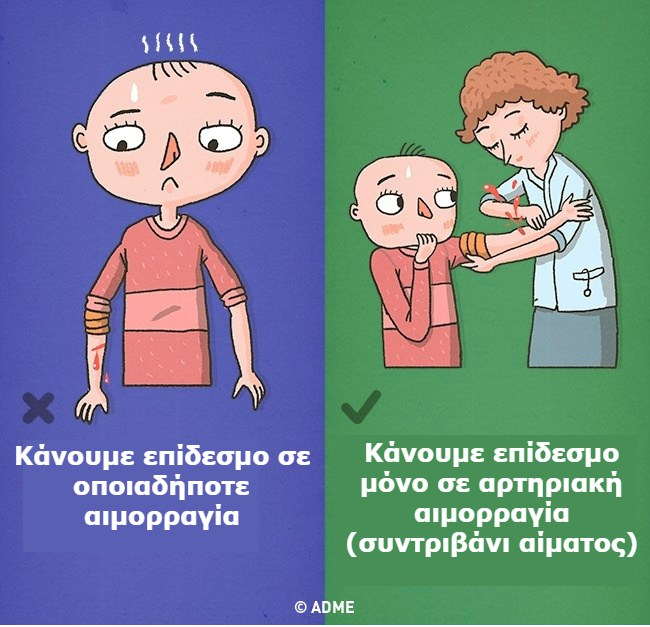 Κάνουμε επίδεσμο σε
οποιαδήποτε
αιμορραγία
Κάνουμε επίδεσμο
μόνο σε αρτηριακή
αιμορραγία
(συντριβάνι αίματος)
© ADME